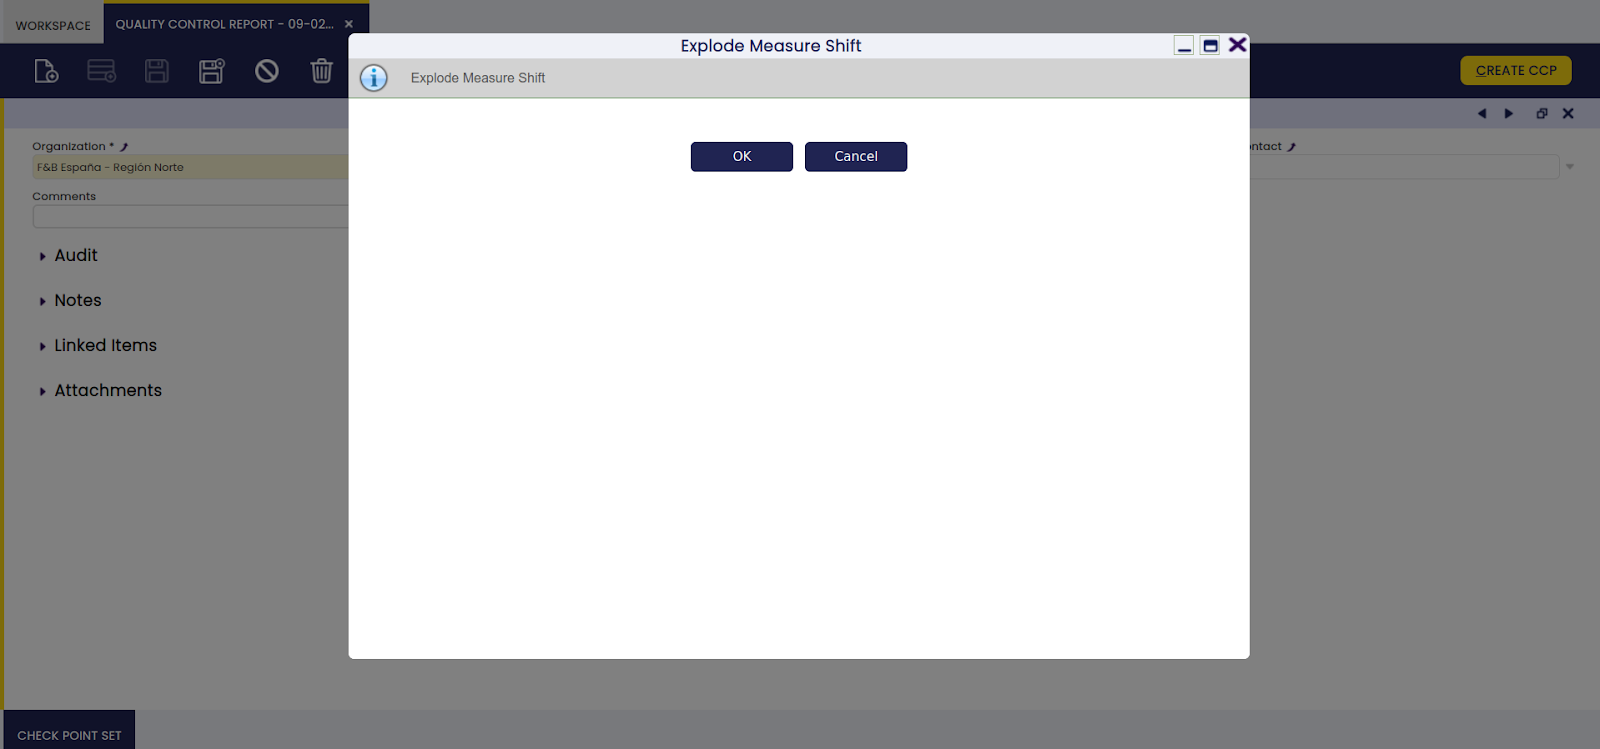 WORKSPACE
QUALITY CONTROL REPORT - 09-02...
Explode Measure Shift
Explode Measure Shift
CREATE CCP
OK
Cancel
Organization *
ontact
F&B España - Región Norte
Comments
Audit
Notes
Linked Items
Attachments
CHECK POINT SET